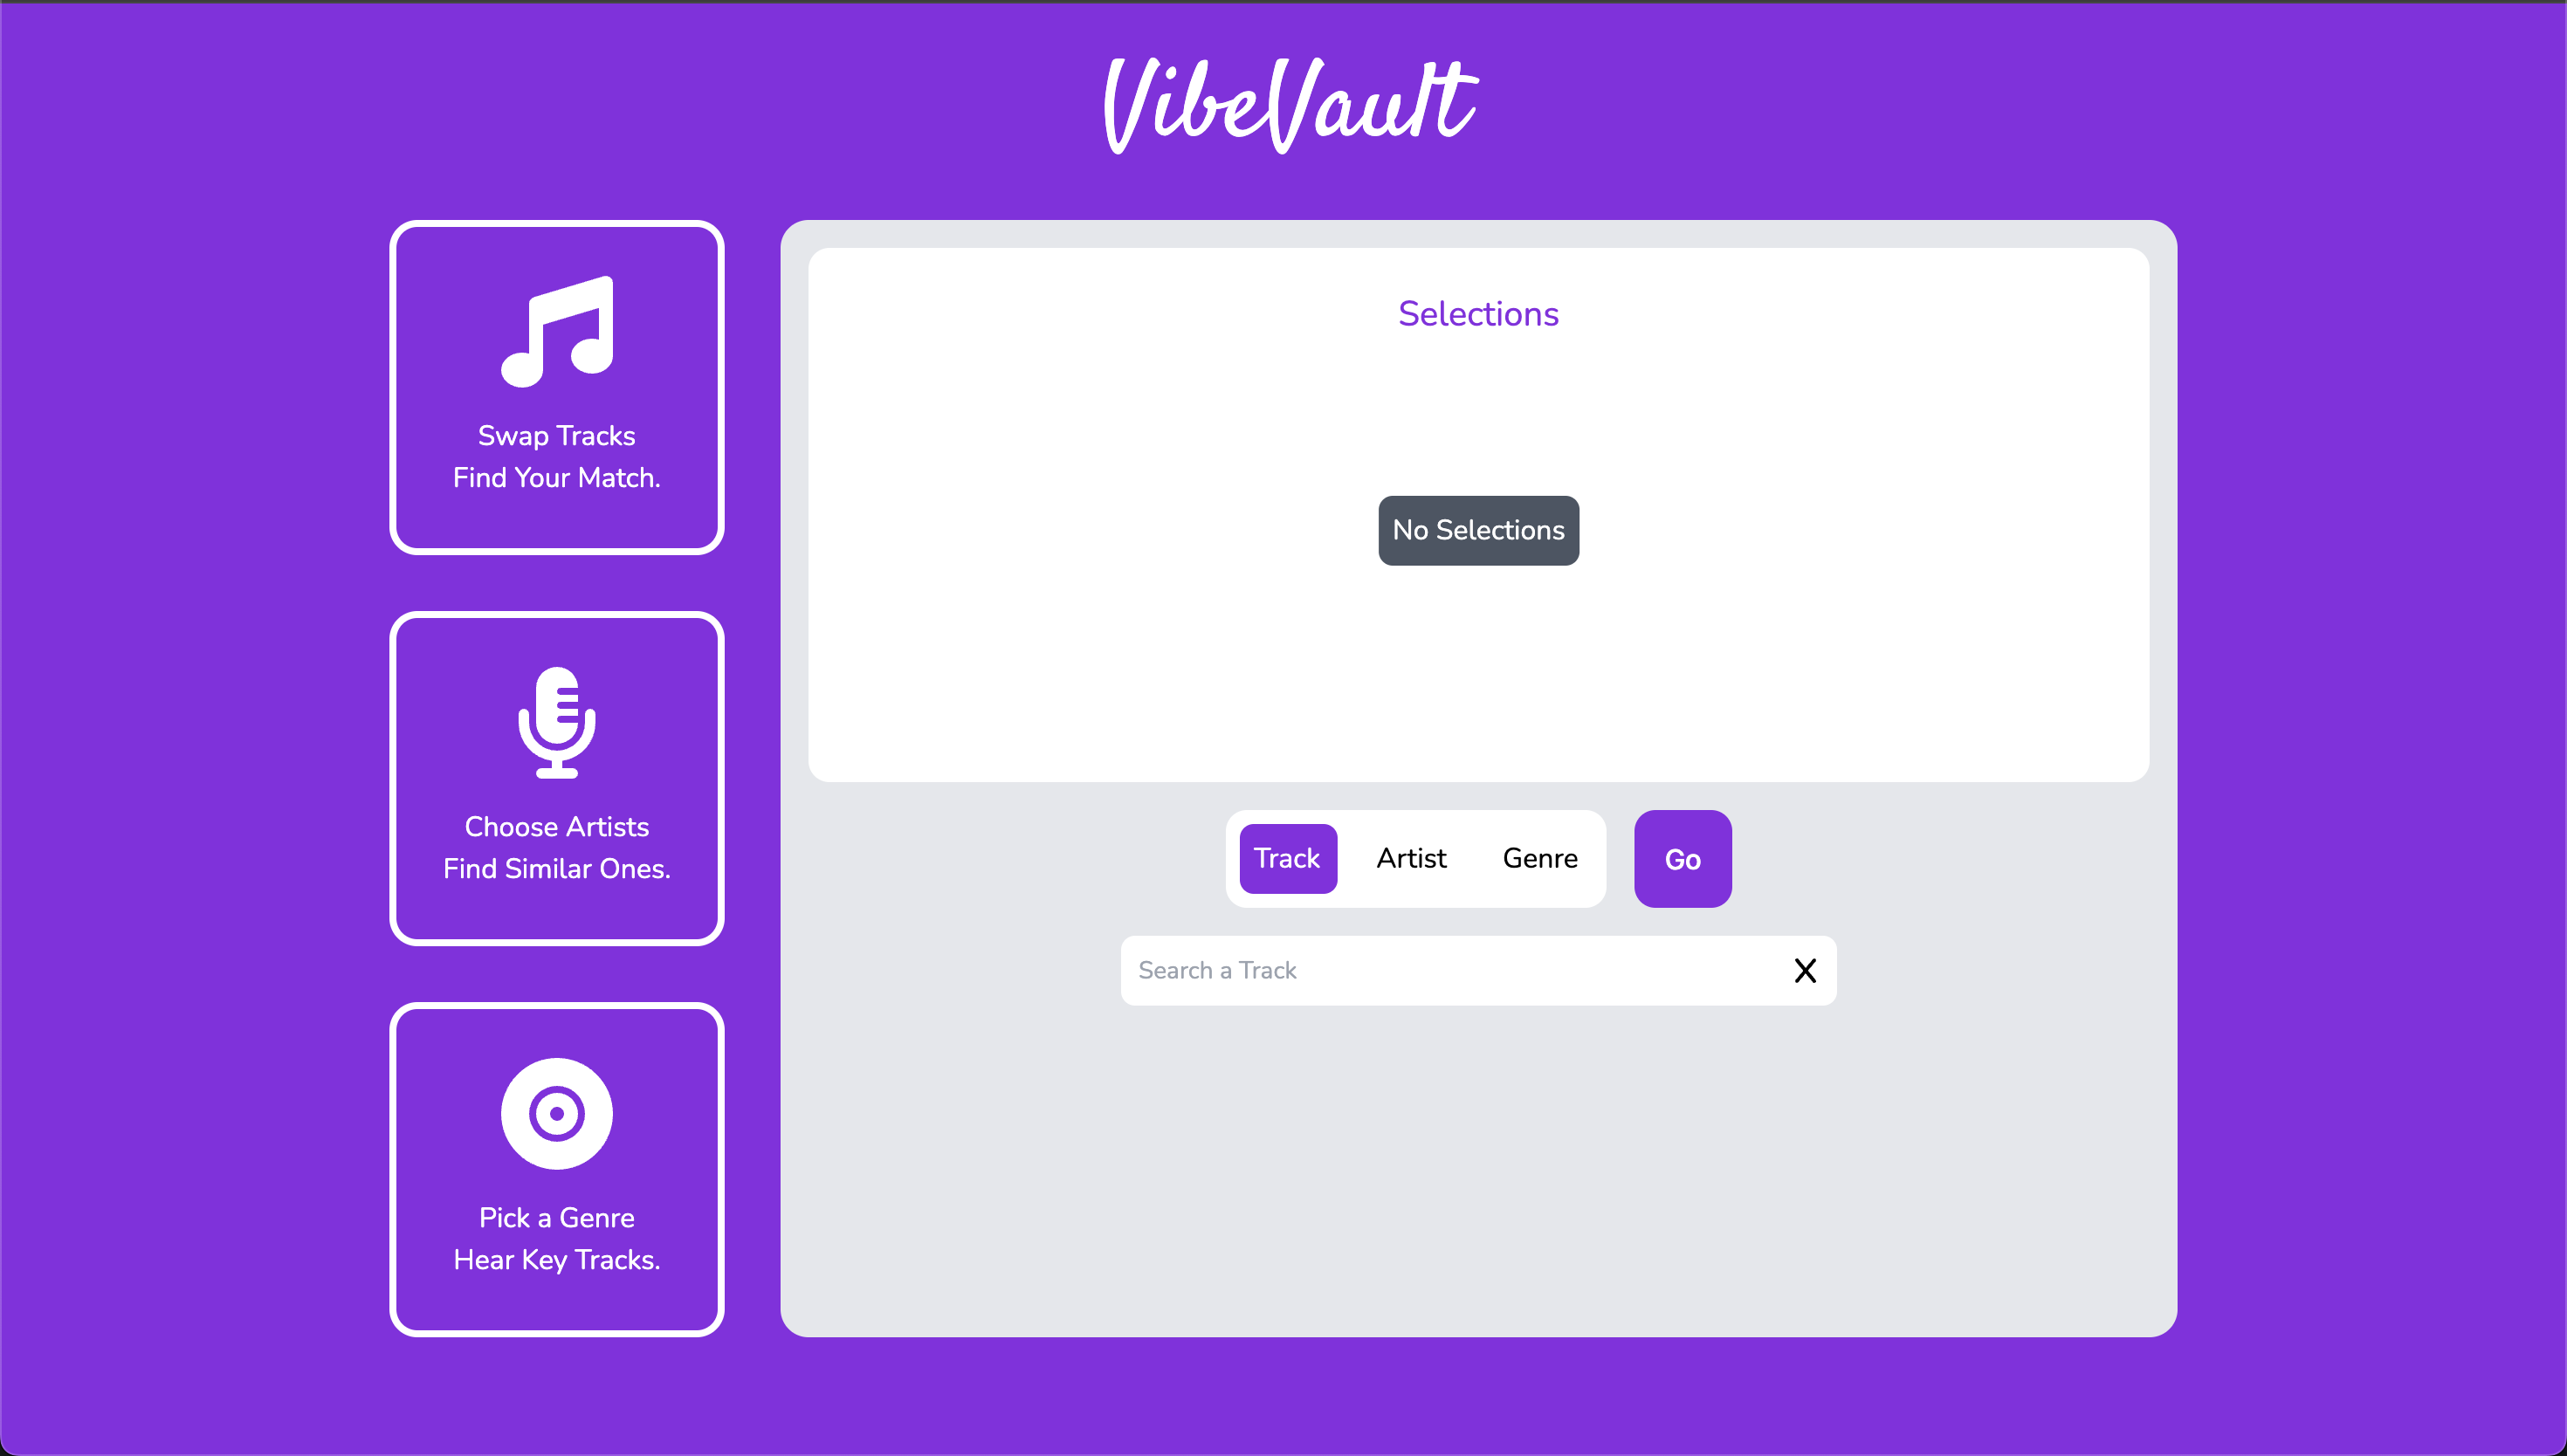 VibeVault
Swap Tracks
Find Your Match.
Choose Artists
Find Similar Ones.
Pick a Genre
Hear Key Tracks.
Selections
No Selections
Track Artist Genre Go
Search a Track X